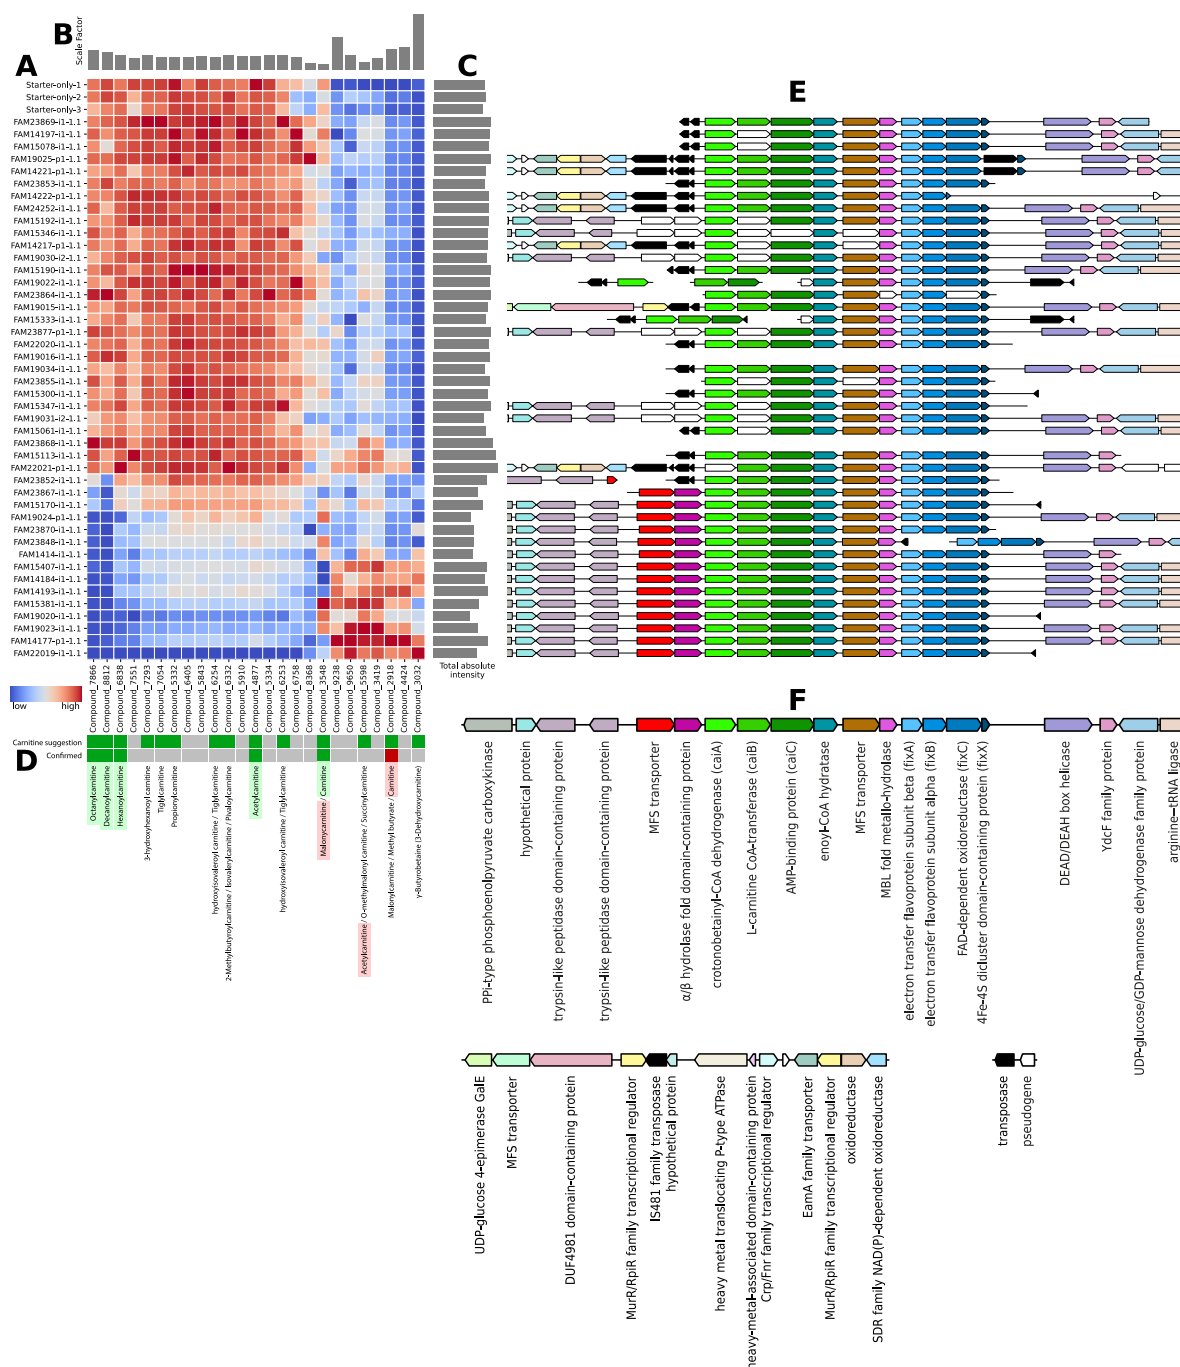 B
Scale Factor
A
C
E
Starter-only-1
Starter-only-2
Starter-only-3
FAM23869-i1-1.1
FAM14197-i1-1.1
FAM15078-i1-1.1
FAM19025-p1-1.1
FAM14221-p1-1.1
FAM23853-i1-1.1
FAM14222-p1-1.1
FAM24252-i1-1.1
FAM15192-i1-1.1
FAM15346-i1-1.1
FAM14217-p1-1.1
FAM19030-i2-1.1
FAM15190-i1-1.1
FAM19022-i1-1.1
FAM23864-i1-1.1
FAM19015-i1-1.1
FAM15333-i1-1.1
FAM23877-p1-1.1
FAM22020-i1-1.1
FAM19016-i1-1.1
FAM19034-i1-1.1
FAM23855-i1-1.1
FAM15300-i1-1.1
FAM15347-i1-1.1
FAM19031-i2-1.1
FAM15061-i1-1.1
FAM23868-i1-1.1
FAM15113-i1-1.1
FAM22021-p1-1.1
FAM23852-i1-1.1
FAM23867-i1-1.1
FAM15170-i1-1.1
FAM19024-p1-1.1
FAM23870-i1-1.1
FAM23848-i1-1.1
FAM1414-i1-1.1
FAM15407-i1-1.1
FAM14184-i1-1.1
FAM14193-i1-1.1
FAM15381-i1-1.1
FAM19020-i1-1.1
FAM19023-i1-1.1
FAM14177-p1-1.1
FAM22019-i1-1.1
Compound_7866
Compound_8812
Compound_6838
Compound_7551
Compound_7293
Compound_7054
Compound_5332
Compound_6405
Compound_5843
Compound_6254
Compound_6332
Compound_5910
Compound_4877
Compound_5334
Compound_6253
Compound_6758
Compound_8368
Compound_3548
Compound_9238
Compound_9650
Compound_5598
Compound_3419
Compound_2918
Compound_4424
Compound_3032
Total absolute
intensity
low
high
Carnitine suggestion
Confirmed
D
Octanylcarnitine
Decanoylcarnitine
Hexanoylcarnitine
3-hydroxyhexanoyl carnitine
Tiglylcarnitine
Propionylcarnitine
hydroxyisovaleroyl carnitine / Tiglylcarnitine
2-Methylbutyroylcarnitine / Isovalerylcarnitine / Pivaloylcarnitine
Acetylcarnitine
hydroxyisovaleroyl carnitine / Tiglylcarnitine
Malonycarnitine / Carnitine
Acetylcarnitine / O-methylmalonyl carnitine / Succinylcarnitine
Malonylcarnitine / Methyl butyrate / Carnitine
γ-Butyrobetaine (3-Dehydroxycarnitine)
F
PPi-type phosphoenolpyruvate carboxykinase
hypothetical protein
trypsin-like peptidase domain-containing protein
trypsin-like peptidase domain-containing protein
MFS transporter
α/β hydrolase fold domain-containing protein
crotonobetainyl-CoA dehydrogenase (caiA)
L-carnitine CoA-transferase (caiB)
AMP-binding protein (caiC)
enoyl-CoA hydratase
MFS transporter
MBL fold metallo-hydrolase
electron transfer flavoprotein subunit beta (fixA)
electron transfer flavoprotein subunit alpha (fixB)
FAD-dependent oxidoreductase (fixC)
4Fe-4S dicluster domain-containing protein (fixX)
DEAD/DEAH box helicase
YdcF family protein
UDP-glucose/GDP-mannose dehydrogenase family protein
arginine-tRNA ligase
UDP-glucose 4-epimerase GalE
MFS transporter
DUF4981 domain-containing protein
MurR/RpiR family transcriptional regulator
IS481 family transposase
hypothetical protein
heavy metal translocating P-type ATPase
heavy-metal-associated domain-containing protein
Crp/Fnr family transcriptional regulator
EamA family transporter
MurR/RpiR family transcriptional regulator
oxidoreductase
SDR family NAD(P)-dependent oxidoreductase
transposase
pseudogene